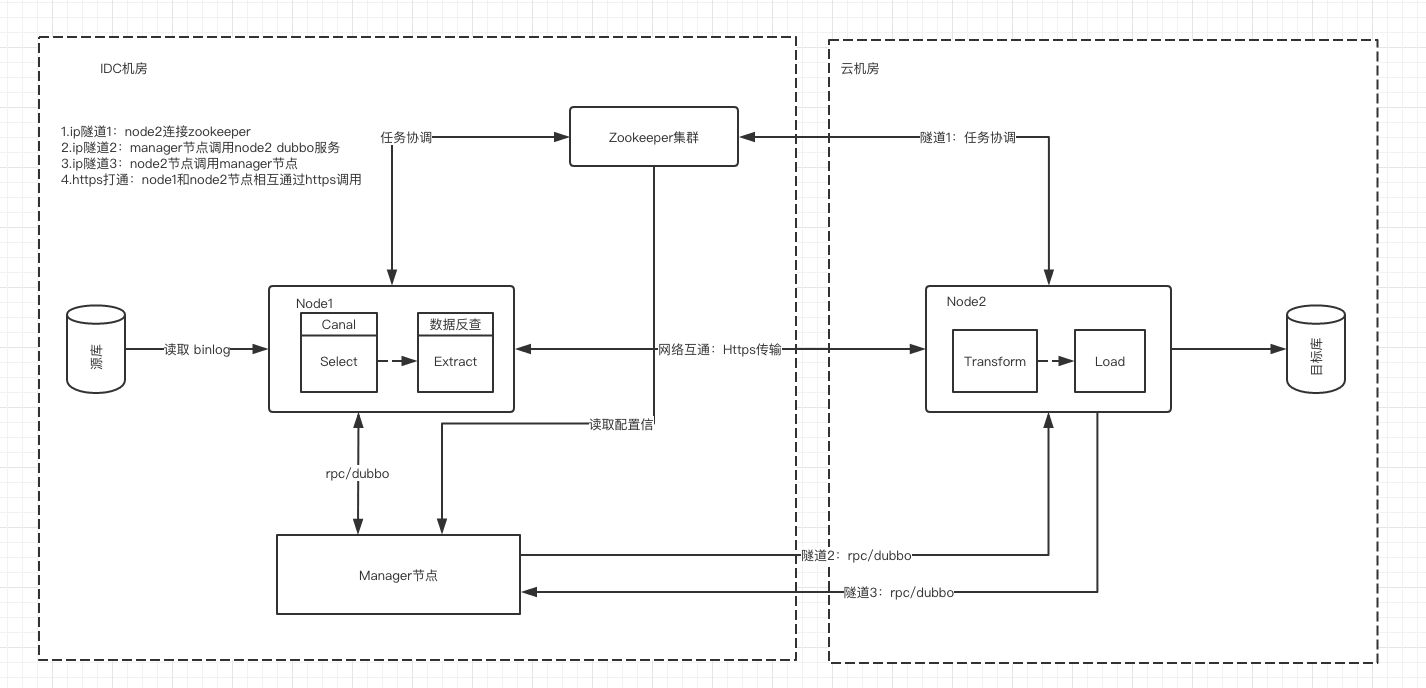 IDC机房
云机房
1.ip隧道1：node2连接zookeeper
2.ip隧道2：manager节点调用node2 dubbo服务
3.ip隧道3：node2节点调用manager节点
4.https打通：node1和node2节点相互通过https调用
任务协调
Zookeeper集群
隧道1：任务协调
源库
读取 binlog
Node1
Canal
Select
数据反查
Extract
网络互通：Https传输
Node2
Transform
Load
目标库
读取配置信
rpc/dubbo
Manager节点
隧道2：rpc/dubbo
隧道3：rpc/dubbo